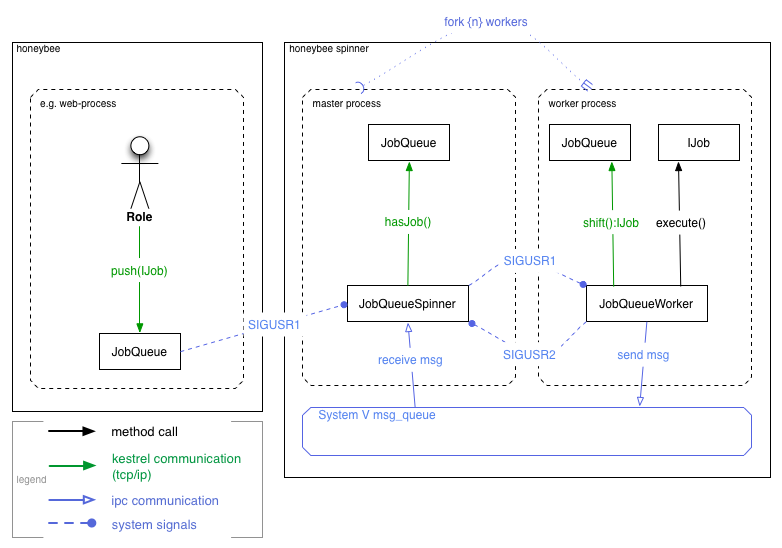 fork {n} workers
honeybee
honeybee spinner
e.g. web-process
master process
worker process
JobQueue
JobQueue
IJob
Role
hasJob()
shift():IJob
execute()
push(IJob)
SIGUSR1
JobQueueSpinner
JobQueueWorker
SIGUSR1
JobQueue
receive msg
SIGUSR2
send msg
System V msg_queue
legend
method call
kestrel communication
(tcp/ip)
ipc communication
system signals